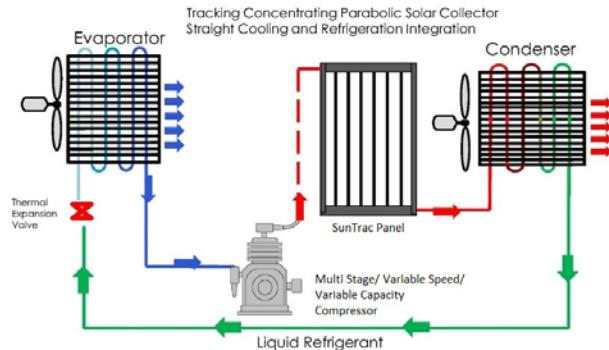 Tracking Concentrating Parabolic Solar Collector
Straight Cooling and Refrigeration Integration
Evaporator
Condenser
Thermal
Expansion
Valve
SunTrac Panel
Multi Stage/ Variable Speed/
Variable Capacity
Compressor
Liquid Refrigerant